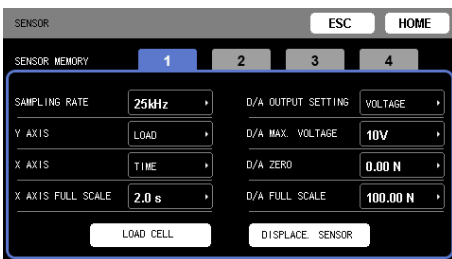 SENSOR ESC HOME
SENSOR MEMORY 1 2 3 4
SAMPLING RATE 25kHz D/A OUTPUT SETTING VOLTAGE
Y AXIS LOAD D/A MAX. VOLTAGE 10V
X AXIS TIME D/A ZERO 0.00 N
X AXIS FULL SCALE 2.0 s D/A FULL SCALE 100.00 N
LOAD CELL DISPLACE. SENSOR